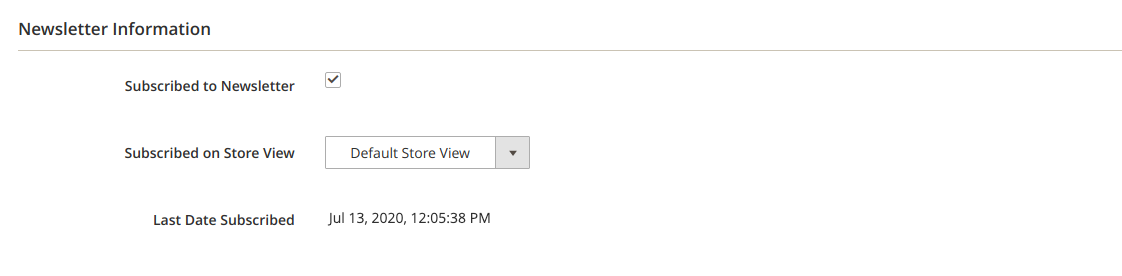 Newsletter Information
Subscribed to Newsletter
Subscribed on Store View Default Store View
Last Date Subscribed Jul 13, 2020, 12:05:38 PM